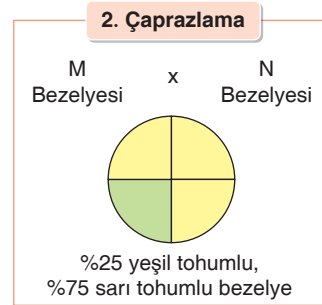 2. Çaprazlama
M x N
Bezelyesi Bezelyesi
%25 yeşil tohumlu,
%75 sarı tohumlu bezelye